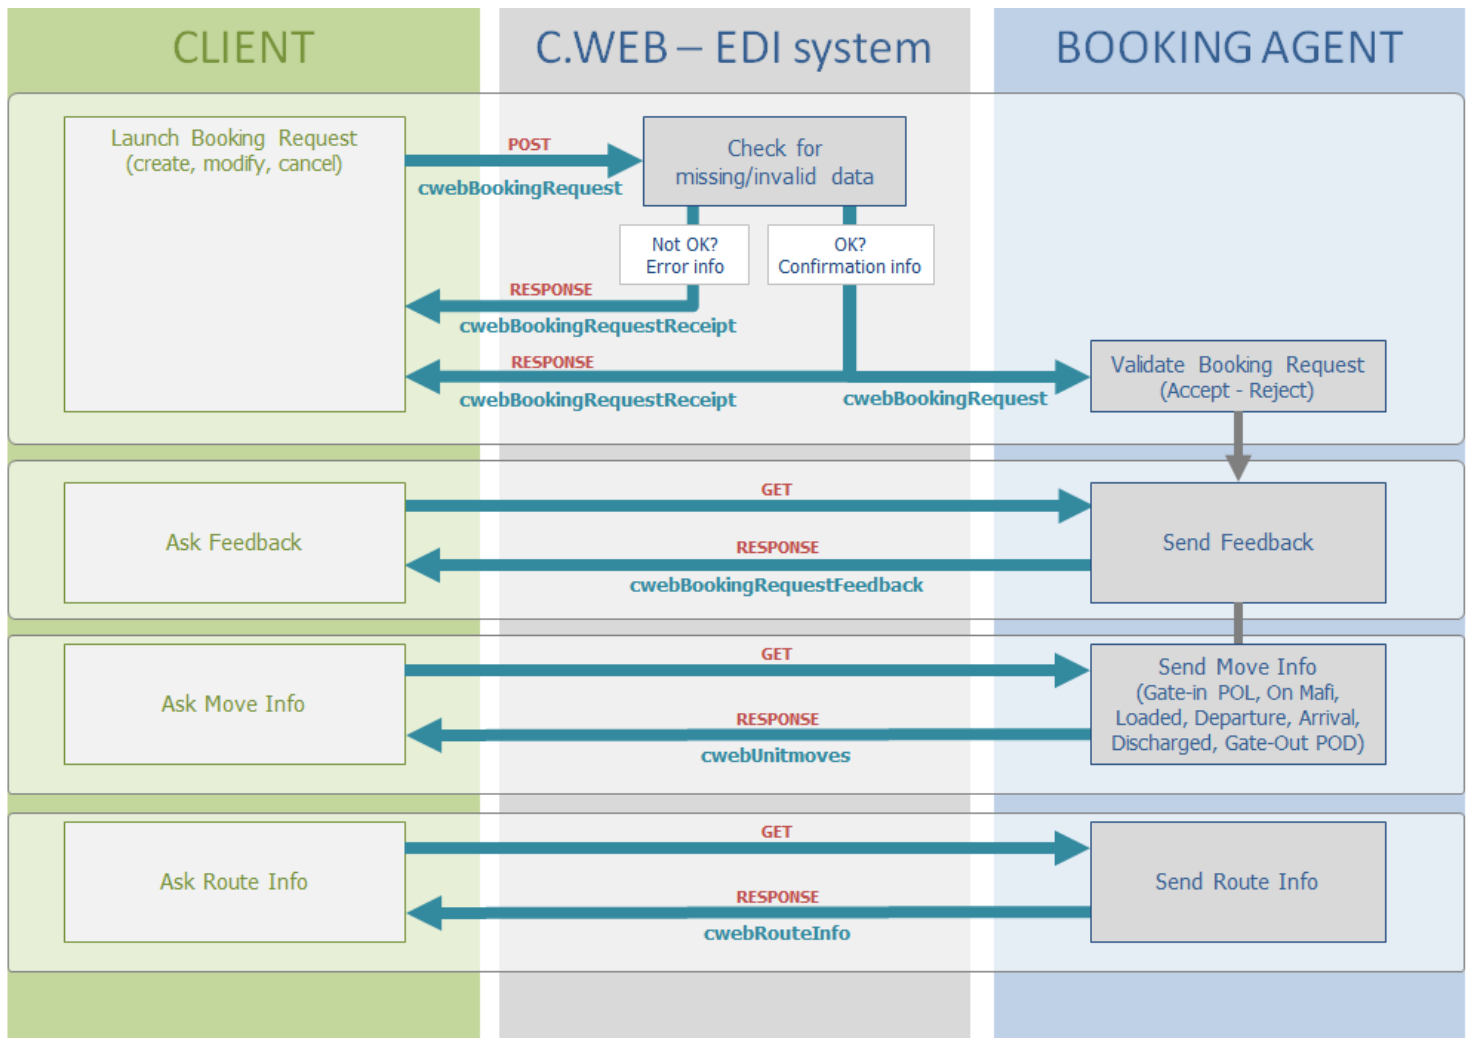 CLIENT
C.WEB – EDI system
BOOKING AGENT
Launch Booking Request
(create, modify, cancel)
POST
cwebBookingRequest
Check for
missing/invalid data
Not OK?
Error info
OK?
Confirmation info
RESPONSE
cwebBookingRequestReceipt
RESPONSE
cwebBookingRequestReceipt
cwebBookingRequest
Validate Booking Request
(Accept - Reject)
Ask Feedback
GET
RESPONSE
cwebBookingRequestFeedback
Send Feedback
Ask Move Info
GET
RESPONSE
cwebUnitmoves
Send Move Info
(Gate-in POL, On Mafi,
Loaded, Departure, Arrival,
Discharged, Gate-Out POD)
Ask Route Info
GET
RESPONSE
cwebRouteInfo
Send Route Info